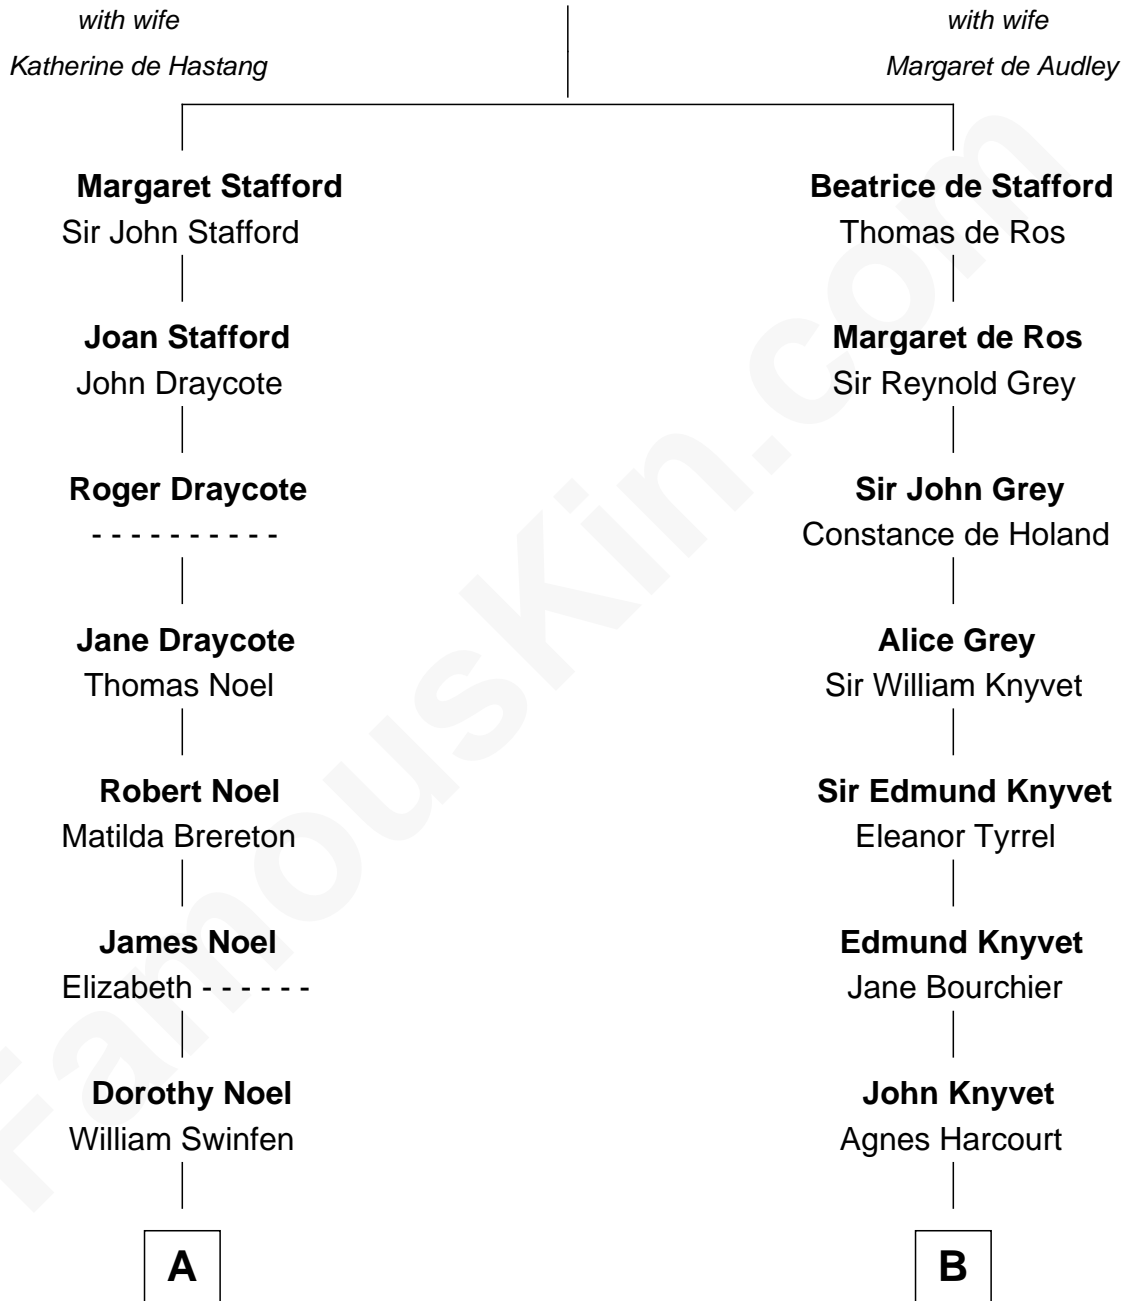 with wife
Katherine de Hastang
with wife
Margaret de Audley
Margaret Stafford
Sir John Stafford
Beatrice de Stafford
Thomas de Ros
Joan Stafford
John Draycote
Margaret de Ros
Sir Reynold Grey
Roger Draycote
- - - - - - - - - -
Sir John Grey
Constance de Holand
Jane Draycote
Thomas Noel
Alice Grey
Sir William Knyvet
Robert Noel
Matilda Brereton
Sir Edmund Knyvet
Eleanor Tyrrel
James Noel
Elizabeth - - - - - -
Edmund Knyvet
Jane Bourchier
Dorothy Noel
William Swinfen
John Knyvet
Agnes Harcourt
A
B
FamousKin.com